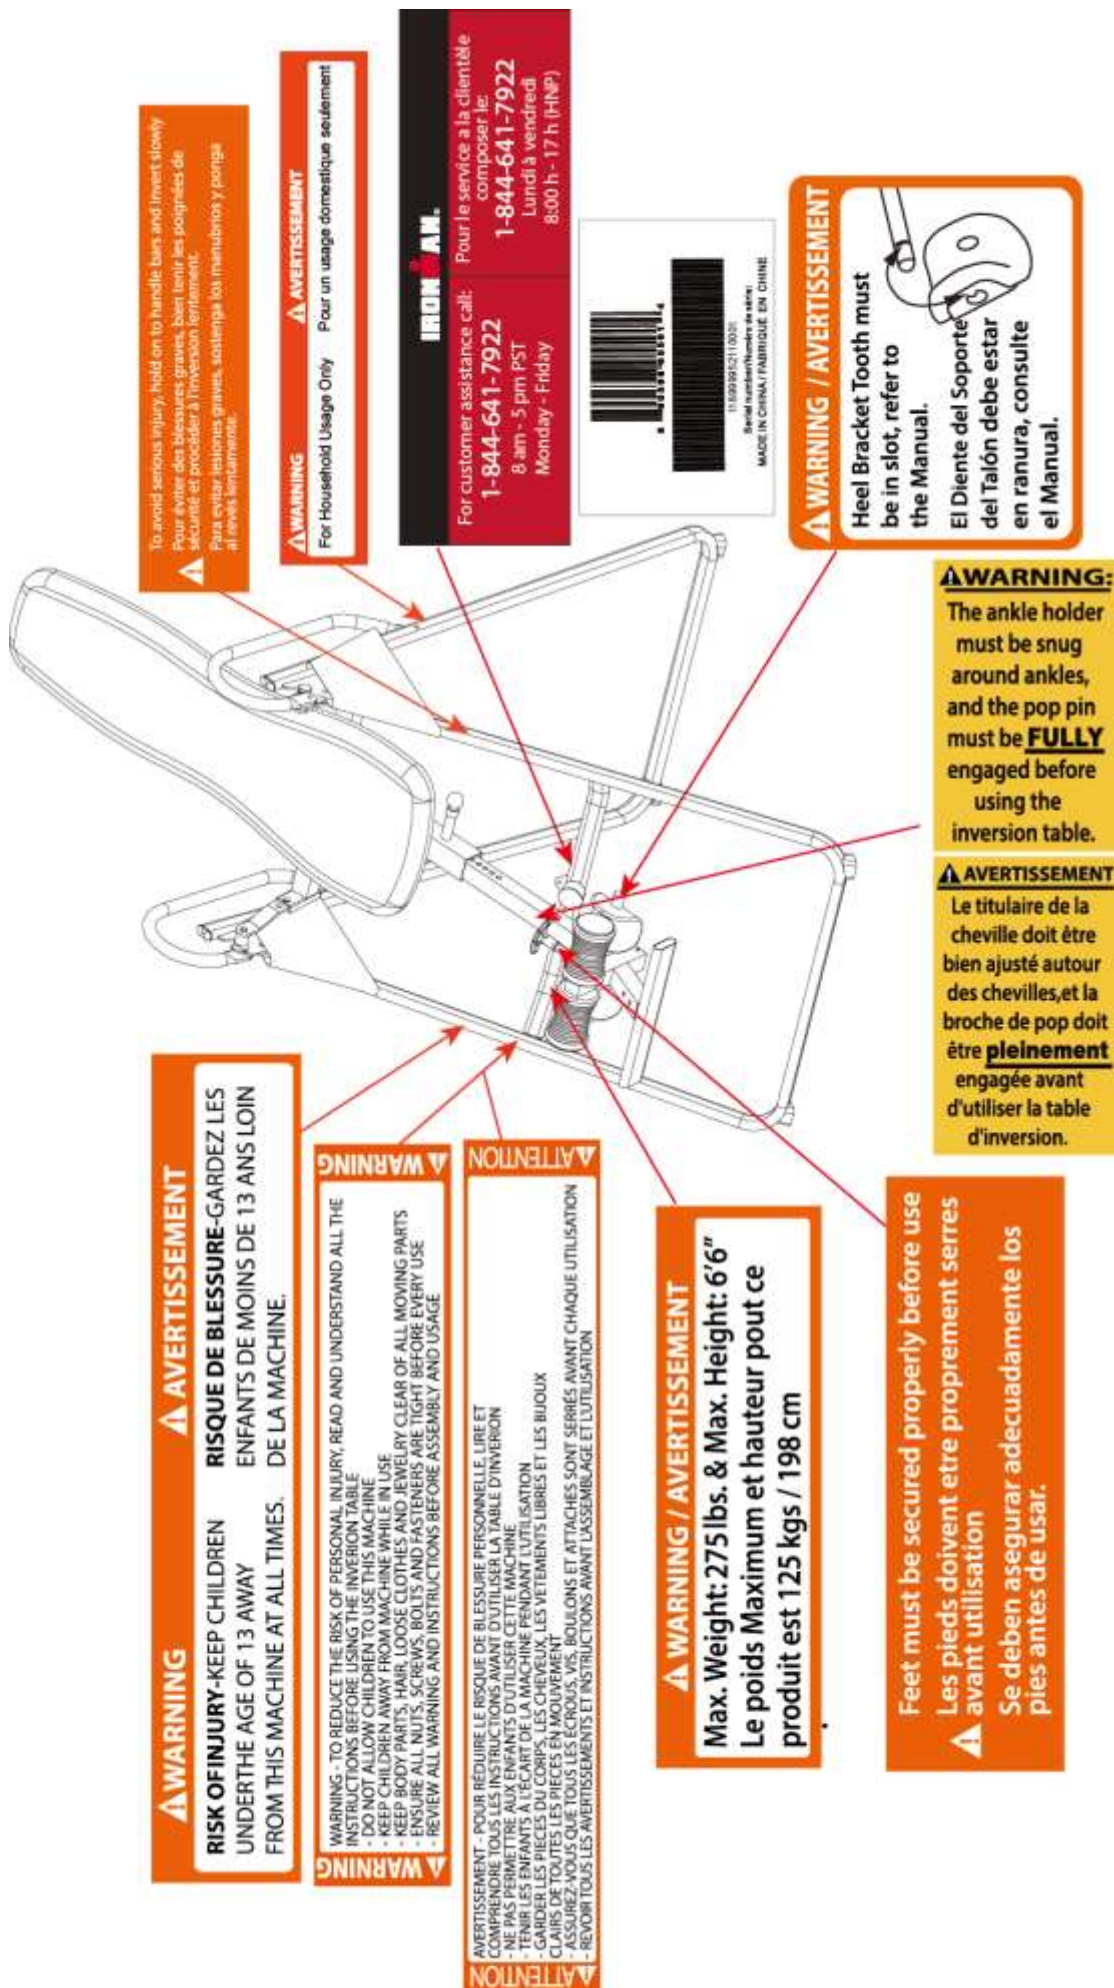 ⚠WARNING ⚠ AVERTISSEMENT
RISK OF INJURY-KEEP CHILDREN
UNDERTHE AGE OF 13 AWAY
FROM THIS MACHINE AT ALL TIMES.
RISQUE DE BLESSURE-GARDEZ LES
ENFANTS DE MOINS DE 13 ANS LOIN
DE LA MACHINE.
⚠ WARNING
⚠ WARNING
WARNING - TO REDUCE THE RISK OF PERSONAL INJURY, READ AND UNDERSTAND ALL THE
INSTRUCTIONS BEFORE USING THE INVERION TABLE
- DO NOT ALLOW CHILDREN TO USE THIS MACHINE
- KEEP CHILDREN AWAY FROM MACHINE WHILE IN USE
- KEEP BODY PARTS, HAIR, LOOSE CLOTHES AND JEWELRY CLEAR OF ALL MOVING PARTS
- ENSURE ALL NUTS, SCREWS, BOLTS AND FASTENERS ARE TIGHT BEFORE EVERY USE
- REVIEW ALL WARNING AND INSTRUCTIONS BEFORE ASSEMBLY AND USAGE
⚠ATTENTION
⚠ATTENTION
AVERTISSEMENT - POUR RÉDUIRE LE RISQUE DE BLESSURE PERSONNELLE, LIRE ET
COMPRENDRE TOUS LES INSTRUCTIONS AVANT D'UTILISER LA TABLE D'INVERION
- NE PAS PERMETTRE AUX ENFANTS D'UTILISER CETTE MACHINE
- TENIR LES ENFANTS À L'ÉCART DE LA MACHINE PENDANT L'UTILISATION
- GARDER LES PIECES DU CORPS, LES CHEVEUX, LES VETEMENTS LIBRES ET LES BIJOUX
CLAIRS DE TOUTES LES PIECES EN MOUVEMENT
- ASSUREZ-VOUS QUE TOUS LES ÉCROUS, VIS, BOULONS ET ATTACHES SONT SERRÉS AVANT CHAQUE UTILISATION
- REVOIR TOUS LES AVERTISSEMENTS ET INSTRUCTIONS AVANT L'ASSEMBLAGE ET L'UTILISATION
⚠WARNING / AVERTISSEMENT
Max. Weight: 275 lbs. & Max. Height: 6'6"
Le poids Maximum et hauteur pout ce
produit est 125 kgs / 198 cm
⚠
Feet must be secured properly before use
Les pieds doivent etre proprement serres
avant utilisation
Se deben asegurar adecuadamente los
pies antes de usar.
⚠
To avoid serious injury, hold on to handle bars and invert slowly
Pour éviter des blessures graves, bien tenir les poignées de
sécurité et procéder à l'inversion lentement.
Para evitar lesiones graves, sostenga los manubrios y ponga
al revés lentamente.
⚠WARNING ⚠ AVERTISSEMENT
For Household Usage Only Pour un usage domestique seulement
IRONMAN®
For customer assistance call:
1-844-641-7922
8 am - 5 pm PST
Monday - Friday
Pour le service a la clientèle
composer le:
1-844-641-7922
Lundi à vendredi
8:00 h - 17 h (HNP)
Serial number/Numéro de série:
MADE IN CHINA / FABRIQUÉ EN CHINE
⚠WARNING / AVERTISSEMENT
Heel Bracket Tooth must
be in slot, refer to
the Manual.
El Diente del Soporte
del Talón debe estar
en ranura, consulte
el Manual.
⚠WARNING:
The ankle holder
must be snug
around ankles,
and the pop pin
must be FULLY
engaged before
using the
inversion table.
⚠ AVERTISSEMENT
Le titulaire de la
cheville doit être
bien ajusté autour
des chevilles,et la
broche de pop doit
être pleinement
engagée avant
d'utiliser la table
d'inversion.